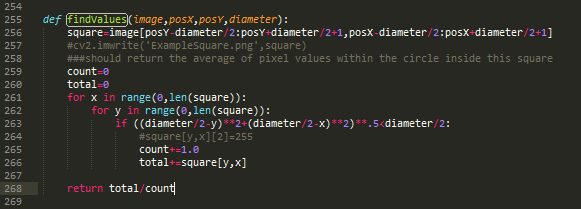 254
255 def findValues(image,posX,posY,diameter):
256 square=image[posY-diameter/2:posY+diameter/2+1,posX-diameter/2:posX+diameter/2+1]
257 #cv2.imwrite('ExampleSquare.png',square)
258 ###should return the average of pixel values within the circle inside this square
259 count=0
260 total=0
261 for x in range(0,len(square)):
262 for y in range(0,len(square)):
263 if ((diameter/2-y)**2+(diameter/2-x)**2)**.5<diameter/2:
264 #square[y,x][2]=255
265 count+=1.0
266 total+=square[y,x]
267
268 return total/count
269